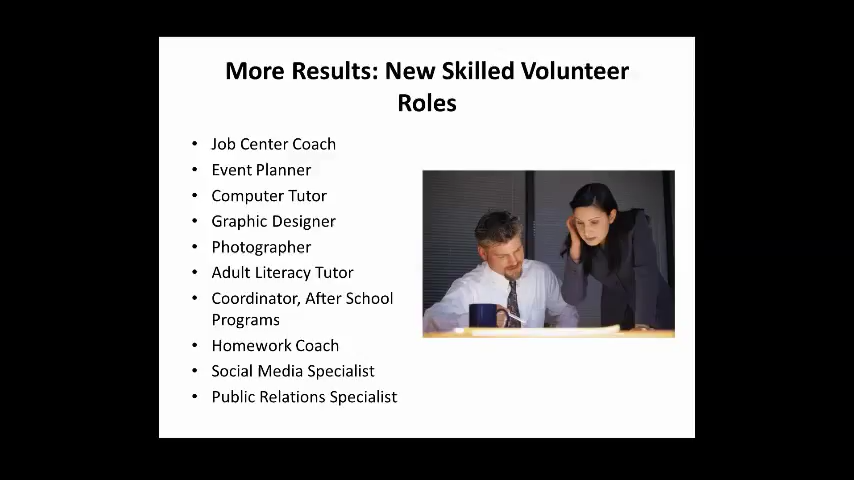 More Results: New Skilled Volunteer
Roles
• Job Center Coach
• Event Planner
• Computer Tutor
• Graphic Designer
• Photographer
• Adult Literacy Tutor
• Coordinator, After School
Programs
• Homework Coach
• Social Media Specialist
• Public Relations Specialist